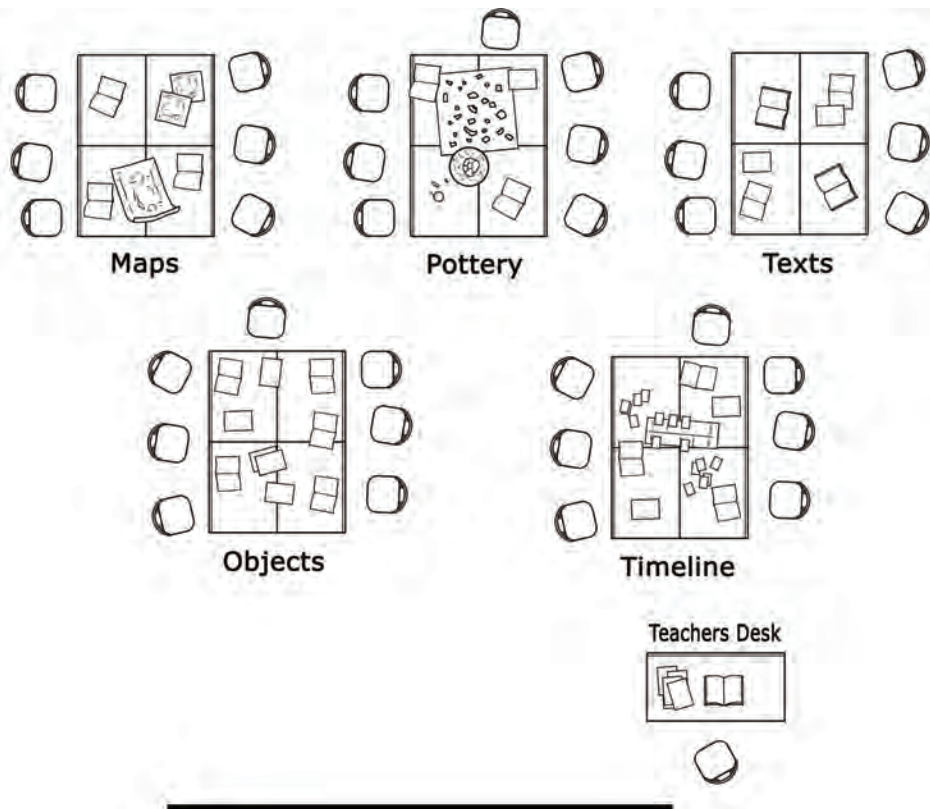 Maps
Pottery
Texts
Objects
Timeline
Teachers Desk